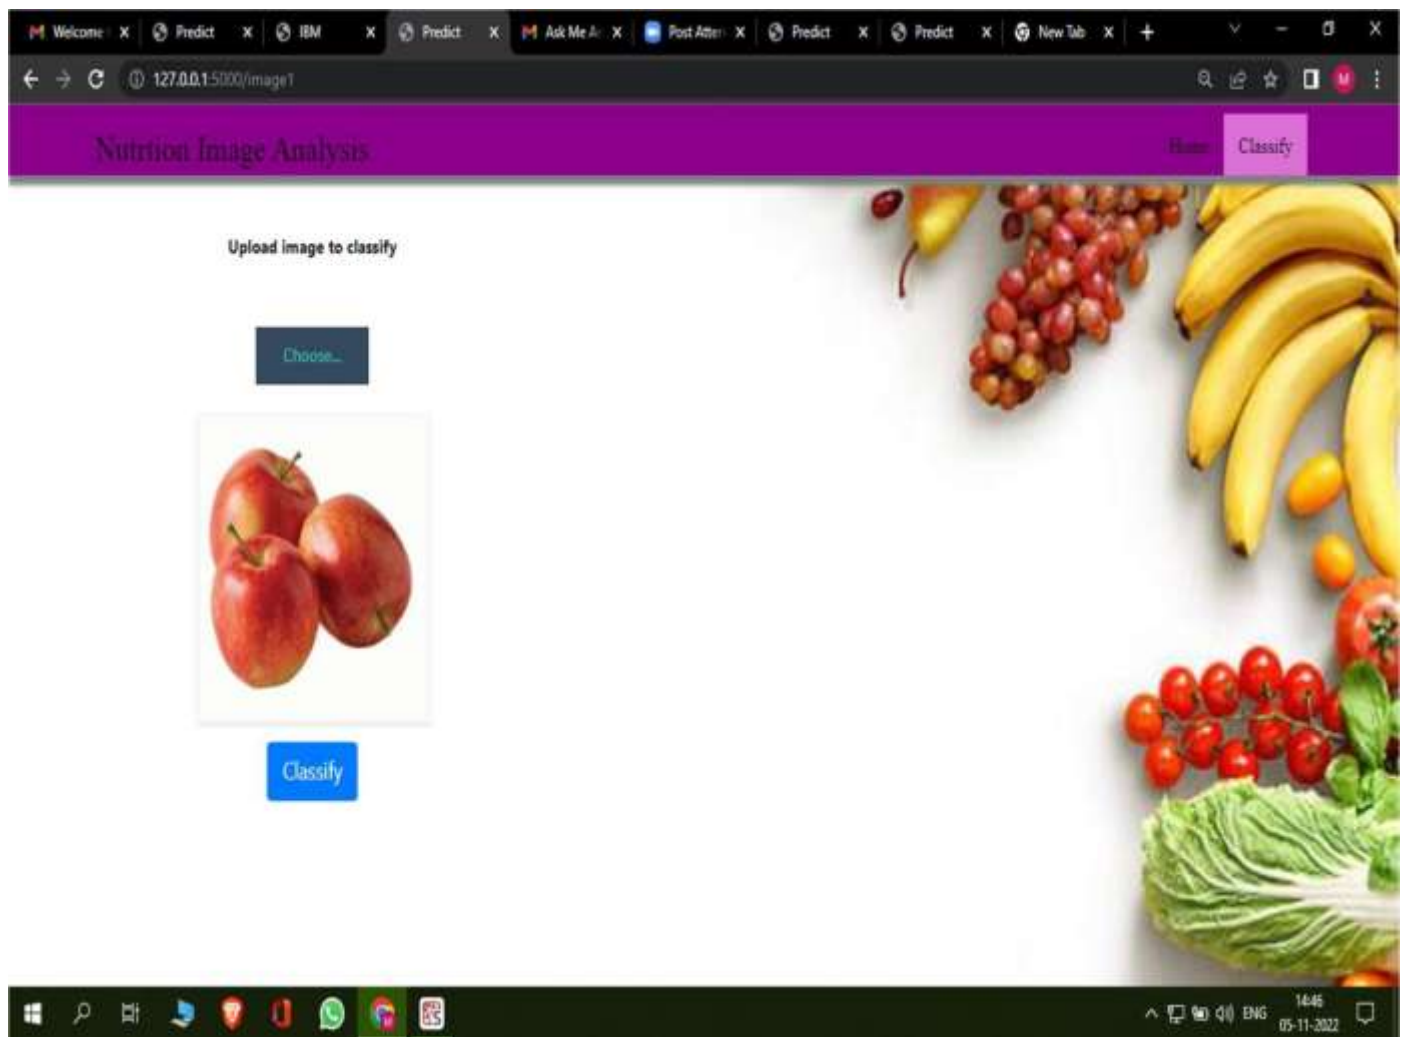 Welcome
Predict
IBM
Predict
Ask Me A
Post Atten
Predict
Predict
New Tab
127.0.0.1:5000/image1
M
Nutrition Image Analysis
Home
Classify
Upload image to classify
Choose...
Classify
ENG
14:46
05-11-2022